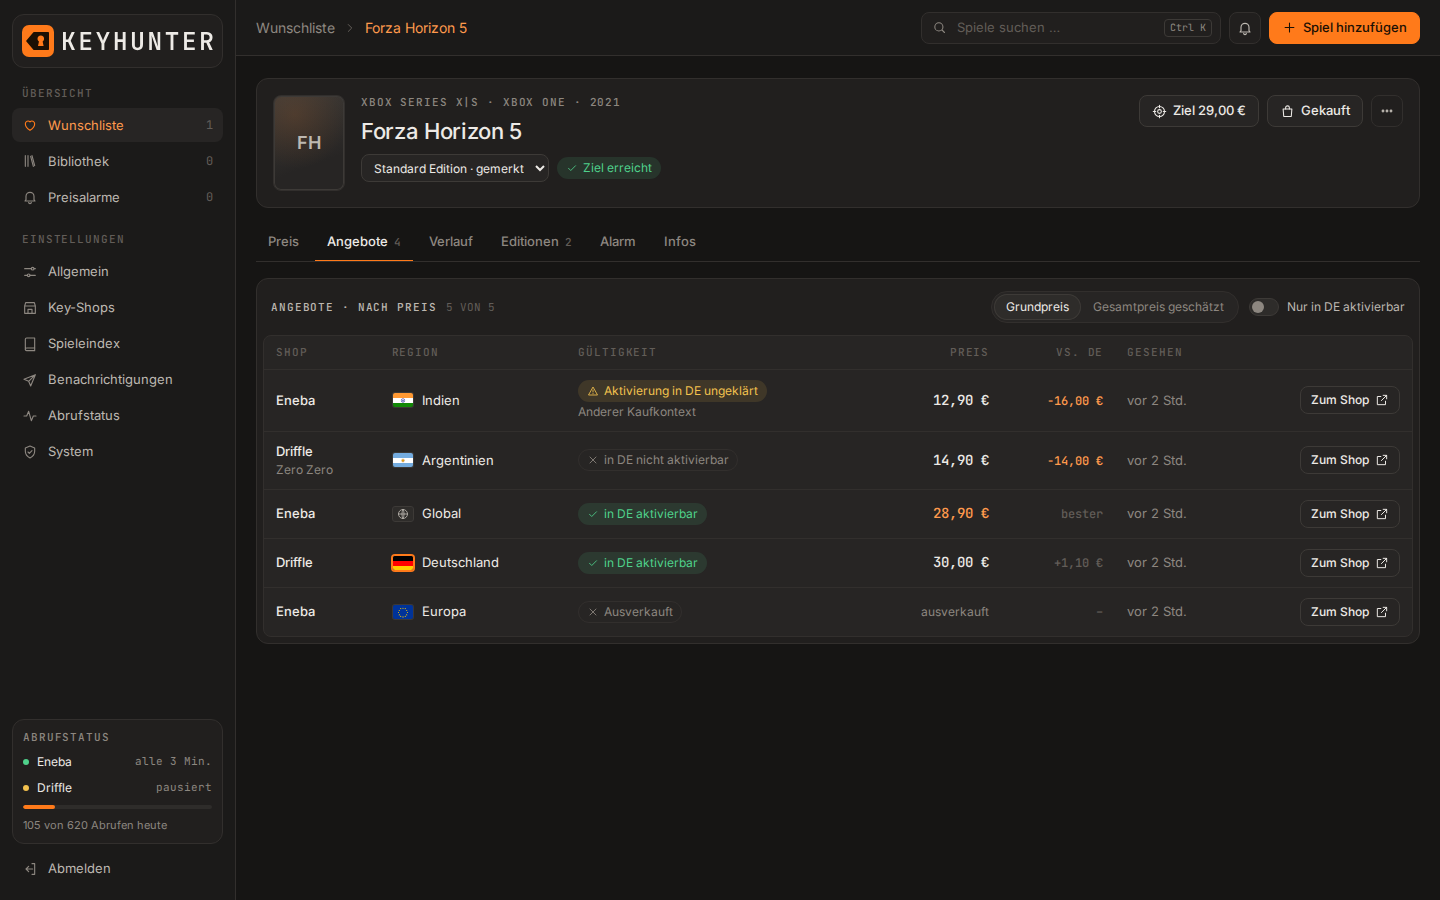 KEYHUNTER
ÜBERSICHT
Wunschliste 1
Bibliothek 0
Preisalarme 0
EINSTELLUNGEN
Allgemein
Key-Shops
Spieleindex
Benachrichtigungen
Abrufstatus
System
ABRUFSTATUS
Eneba alle 3 Min.
Driffle pausiert
105 von 620 Abrufen heute
Abmelden
Wunschliste > Forza Horizon 5
Spiele suchen ... Ctrl K
+ Spiel hinzufügen
FH
XBOX SERIES X|S · XBOX ONE · 2021
Forza Horizon 5
Standard Edition · gemerkt
Ziel erreicht
Ziel 29,00 €
Gekauft
Preis Angebote 4 Verlauf Editionen 2 Alarm Infos
ANGEBOTE · NACH PREIS 5 VON 5
Grundpreis Gesamtpreis geschätzt
Nur in DE aktivierbar
SHOP REGION GÜLTIGKEIT PREIS VS. DE GESEHEN
Eneba Indien Aktivierung in DE ungeklärt 12,90 € -16,00 € vor 2 Std. Zum Shop
Anderer Kaufkontext
Driffle Argentinien in DE nicht aktivierbar 14,90 € -14,00 € vor 2 Std. Zum Shop
Zero Zero
Eneba Global in DE aktivierbar 28,90 € bester vor 2 Std. Zum Shop
Driffle Deutschland in DE aktivierbar 30,00 € +1,10 € vor 2 Std. Zum Shop
Eneba Europa Ausverkauft ausverkauft – vor 2 Std. Zum Shop